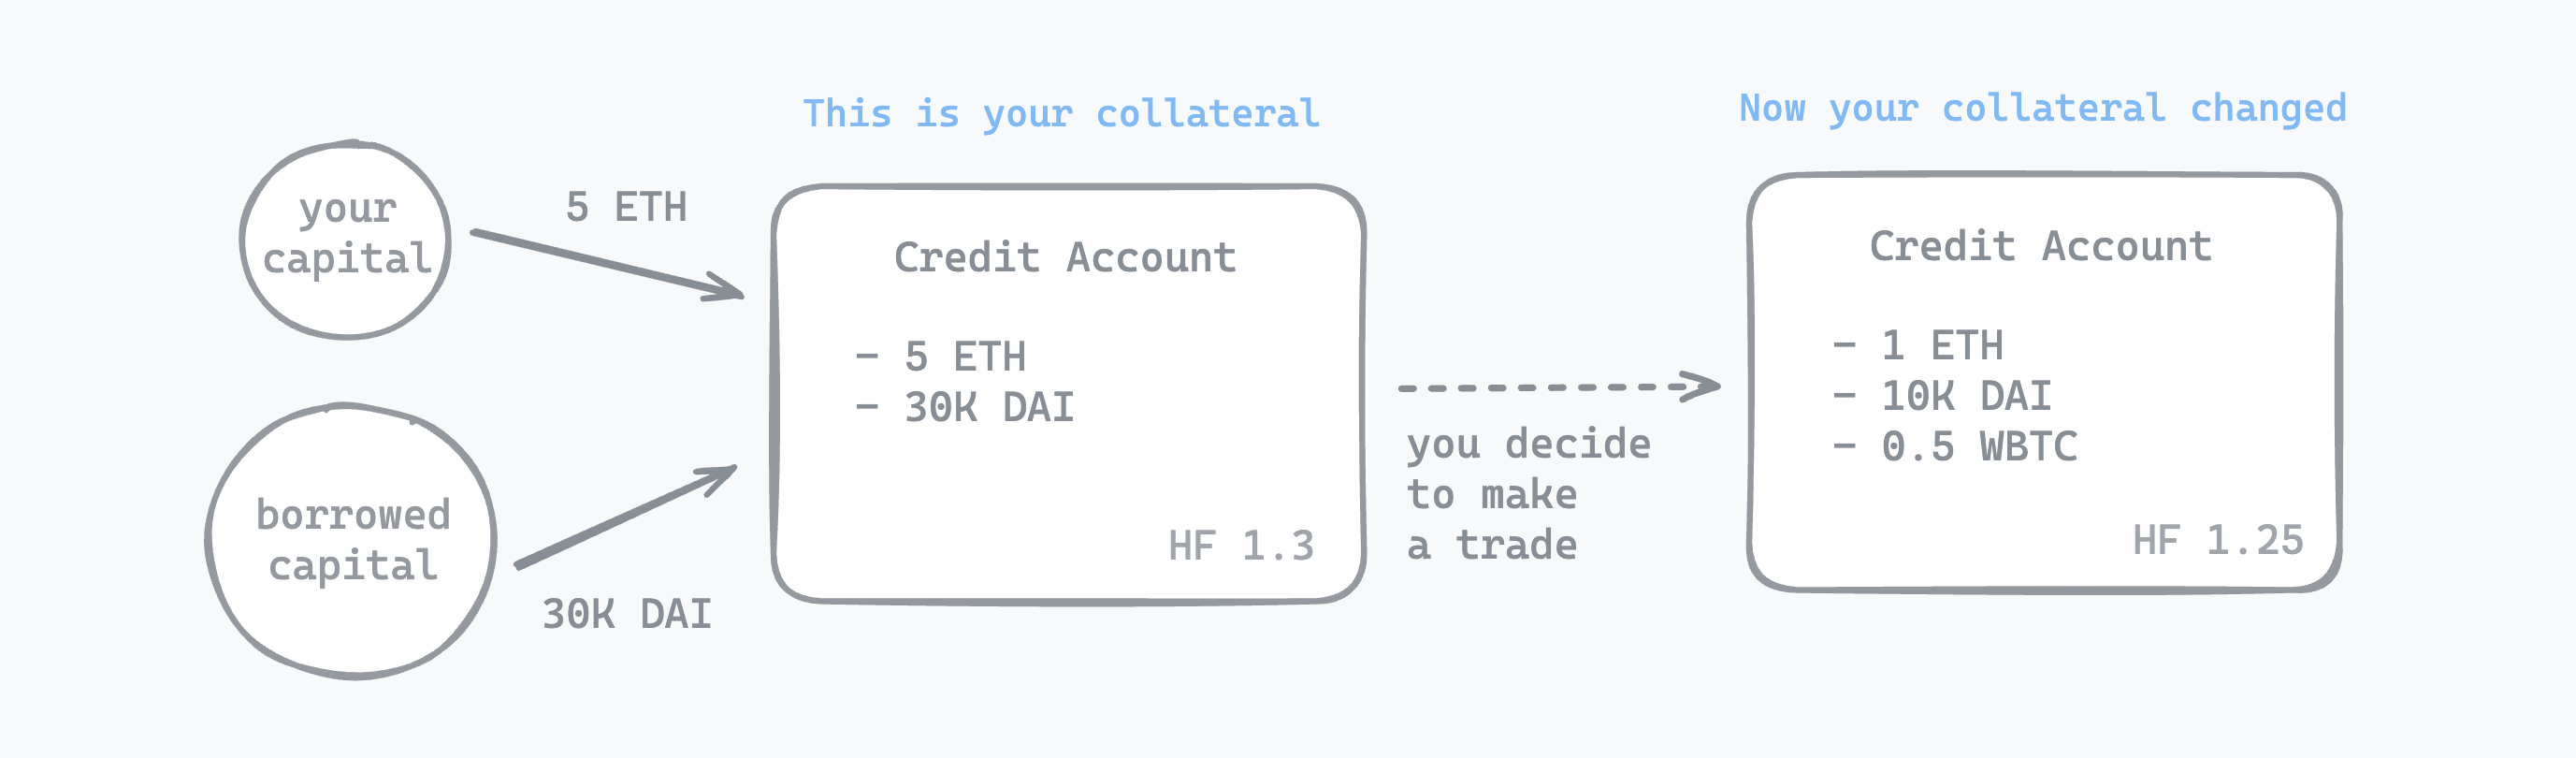 This is your collateral
Now your collateral changed
your
capital
5 ETH
borrowed
capital
30K DAI
Credit Account
– 5 ETH
– 30K DAI
HF 1.3
you decide
to make
a trade
Credit Account
– 1 ETH
– 10K DAI
– 0.5 WBTC
HF 1.25